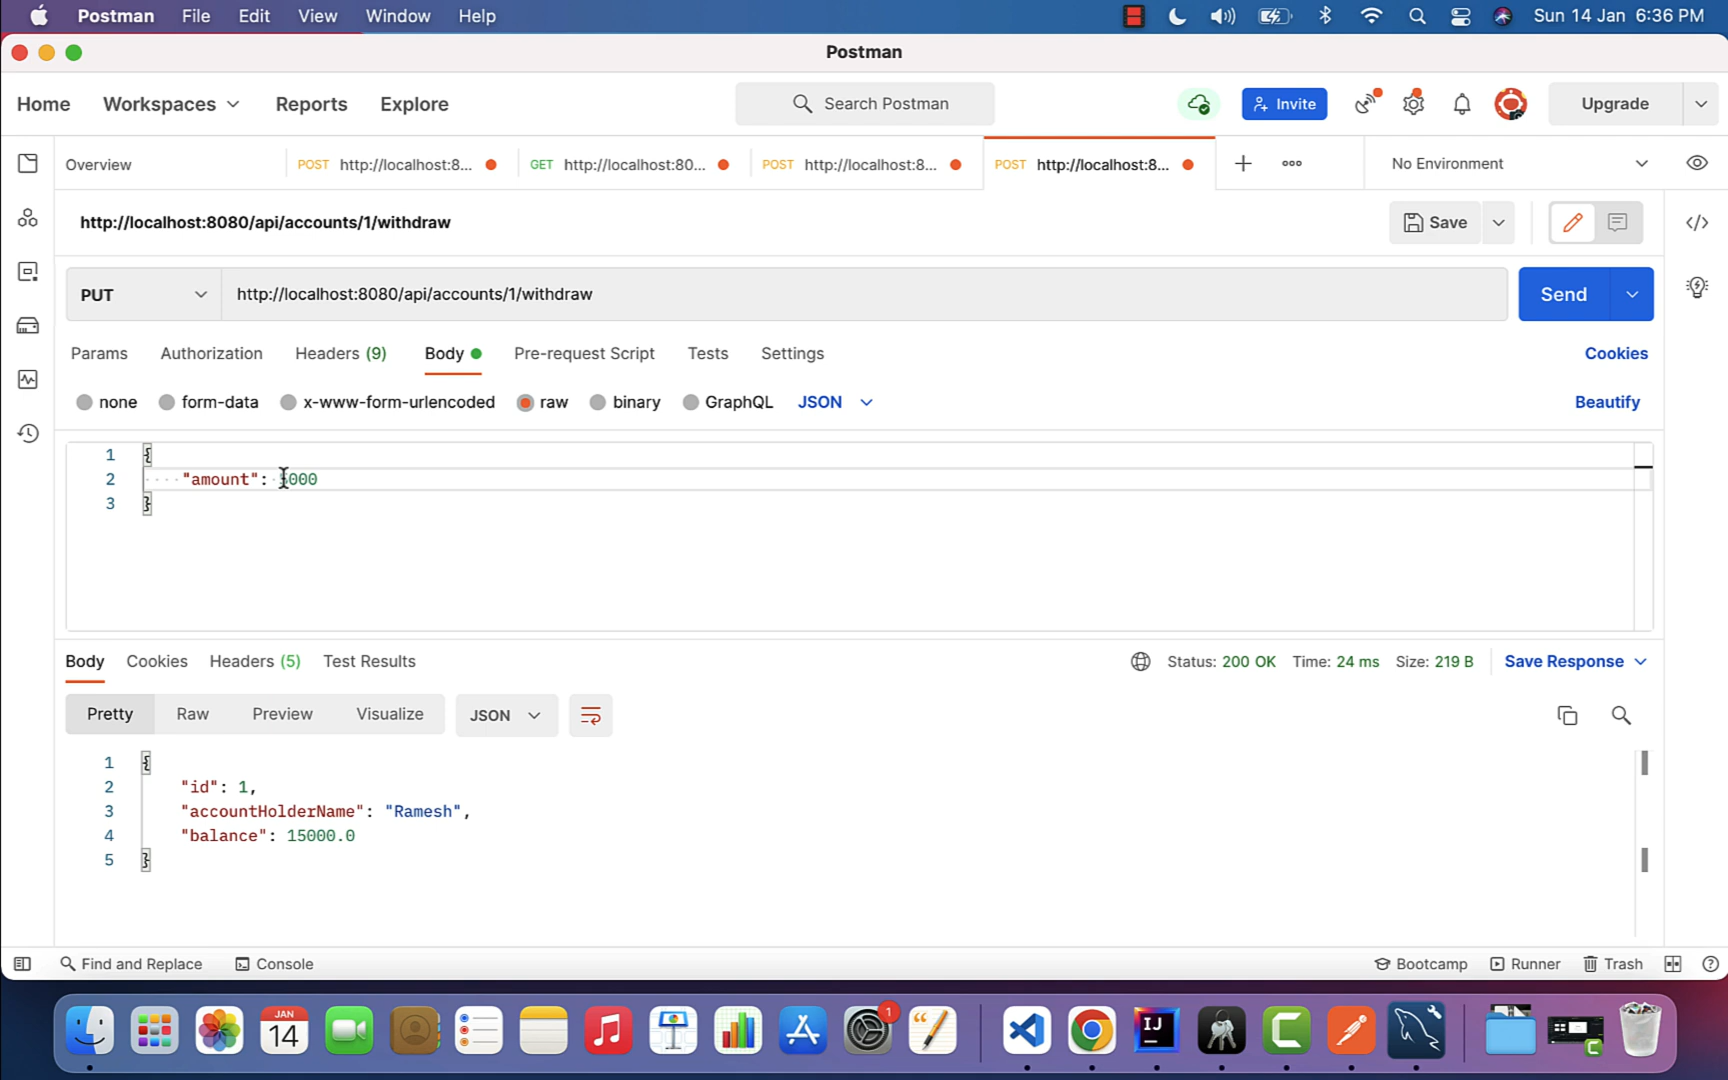 Postman File Edit View Window Help Sun 14 Jan 6:36 PM
Postman
Home Workspaces Reports Explore Search Postman Invite Upgrade
Overview POST http://localhost:8... GET http://localhost:80... POST http://localhost:8... POST http://localhost:8... No Environment
http://localhost:8080/api/accounts/1/withdraw Save
PUT http://localhost:8080/api/accounts/1/withdraw Send
Params Authorization Headers (9) Body Pre-request Script Tests Settings Cookies
none form-data x-www-form-urlencoded raw binary GraphQL JSON Beautify
1 {
2 "amount": 5000
3 }
Body Cookies Headers (5) Test Results Status: 200 OK Time: 24 ms Size: 219 B Save Response
Pretty Raw Preview Visualize JSON
1 {
2 "id": 1,
3 "accountHolderName": "Ramesh",
4 "balance": 15000.0
5 }
Find and Replace Console Bootcamp Runner Trash
JAN
14
1
IJ